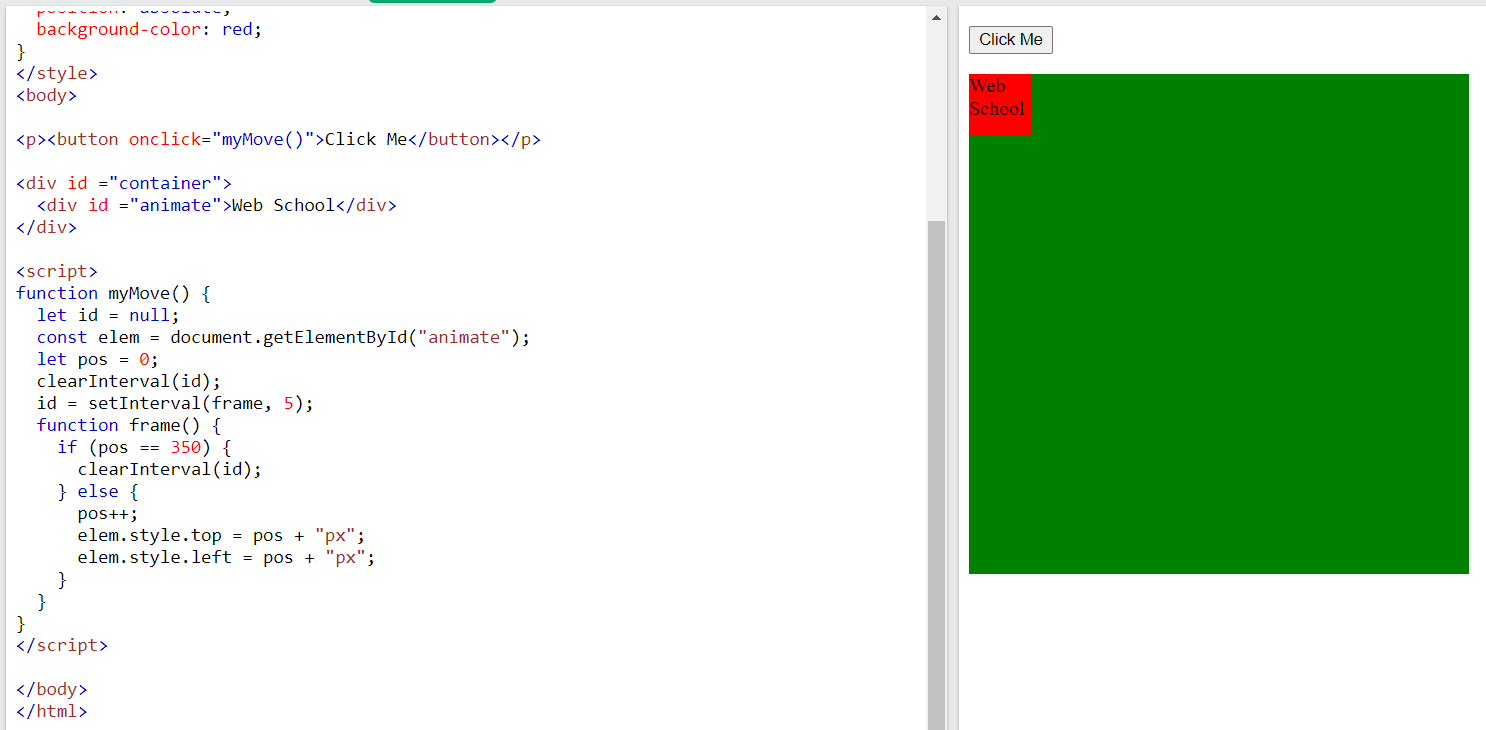 position: absolute;
background-color: red;
}
</style>
<body>
<p><button onclick="myMove()">Click Me</button></p>
<div id ="container">
<div id ="animate">Web School</div>
</div>
<script>
function myMove() {
let id = null;
const elem = document.getElementById("animate");
let pos = 0;
clearInterval(id);
id = setInterval(frame, 5);
function frame() {
if (pos == 350) {
clearInterval(id);
} else {
pos++;
elem.style.top = pos + "px";
elem.style.left = pos + "px";
}
}
}
</script>
</body>
</html>
Click Me
Web
School